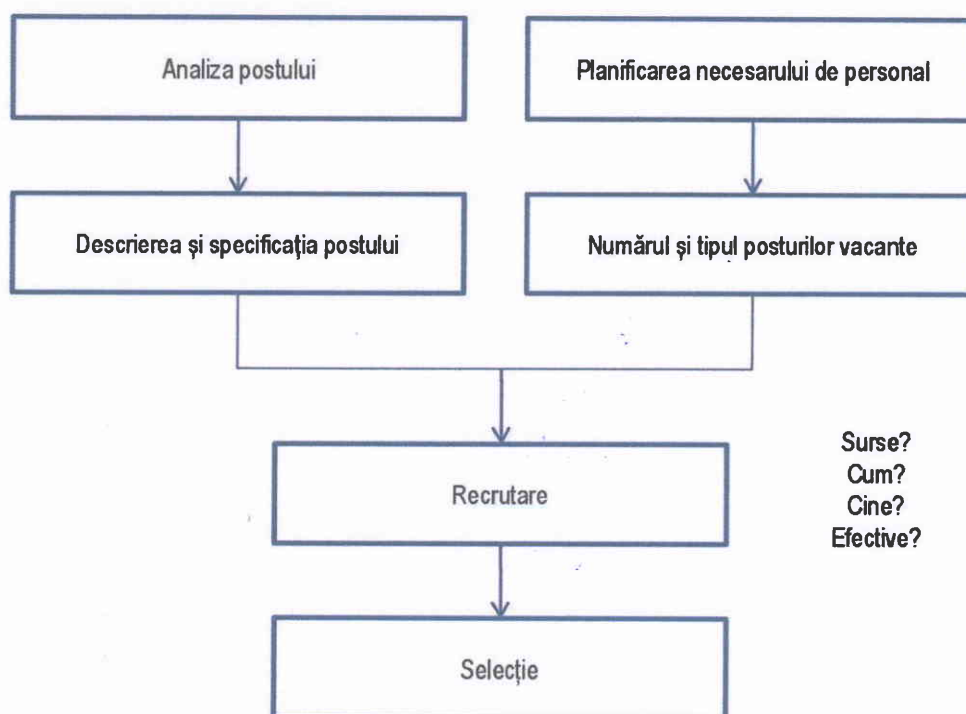 Analiza postului
Planificarea necesarului de personal
Descrierea și specificația postului
Numărul și tipul posturilor vacante
Recrutare
Surse?
Cum?
Cine?
Efective?
Selecție